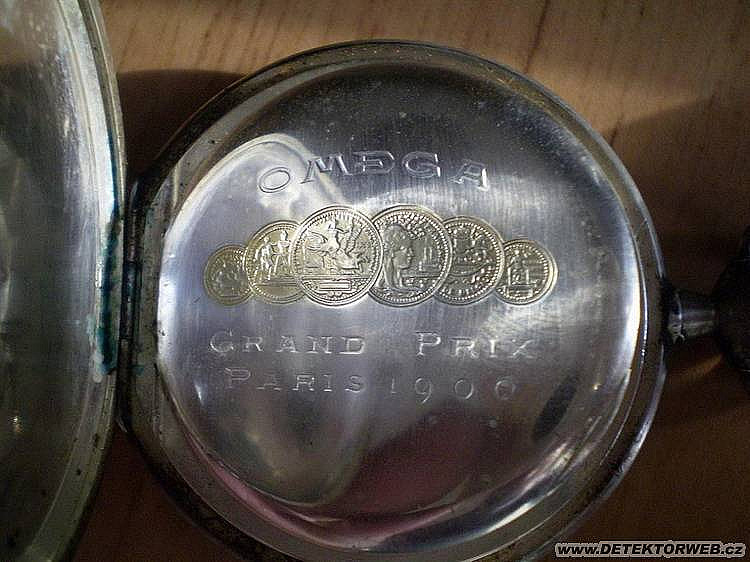 OMEGA
GRAND PRIX
PARIS 1900
www.DETEKTORWEB.cz